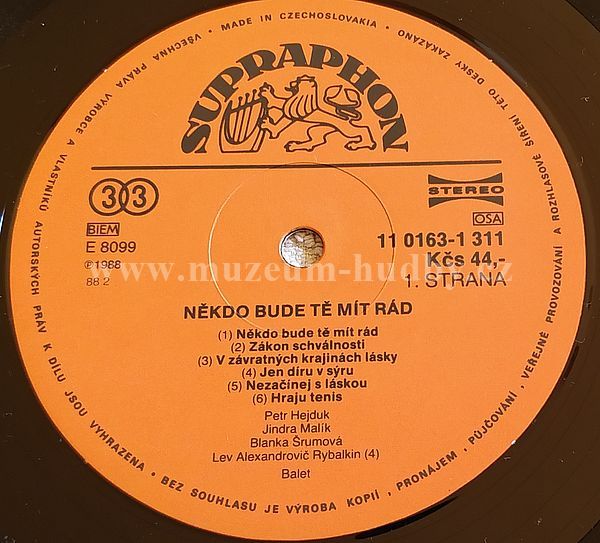 VŠECHNA PRÁVA VÝROBCE A VLASTNÍKŮ AUTORSKÝCH PRÁV K DÍLU JSOU VYHRAZENA • BEZ SOUHLASU JE VÝROBA KOPIÍ, PRONÁJEM, PŮJČOVÁNÍ, VEŘEJNÉ PROVOZOVÁNÍ A ROZHLASOVÉ ŠÍŘENÍ TÉTO DESKY ZAKÁZÁNO • MADE IN CZECHOSLOVAKIA •
SUPRAPHON
33
STEREO
BIEM
OSA
E 8099
11 0163-1 311
℗1988
Kčs 44,-
88 2
1. STRANA
www.muzeum-hudby.cz
NĚKDO BUDE TĚ MÍT RÁD
(1) Někdo bude tě mít rád
(2) Zákon schválnosti
(3) V závratných krajinách lásky
(4) Jen díru v sýru
(5) Nezačínej s láskou
(6) Hraju tenis
Petr Hejduk
Jindra Malík
Blanka Šrumová
Lev Alexandrovič Rybalkin (4)
Balet